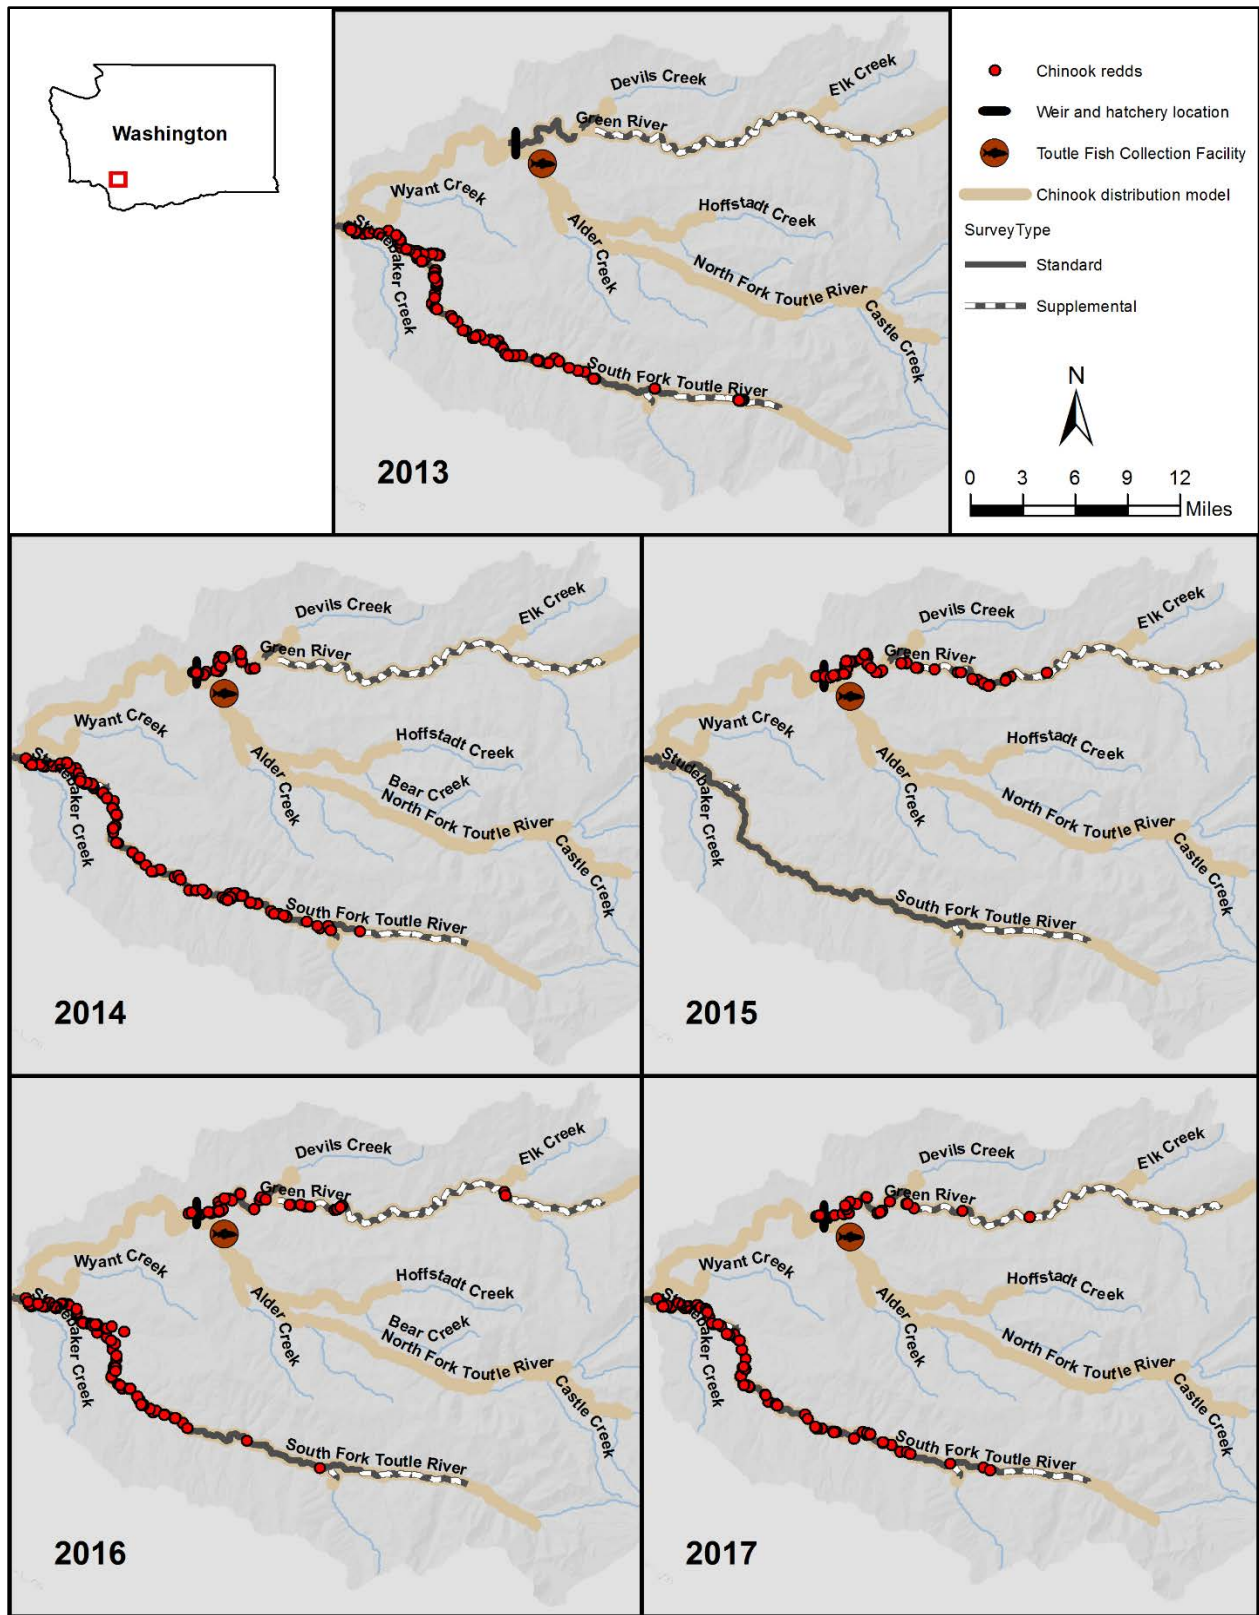 Washington
Devils Creek
Elk Creek
Green River
Wyant Creek
Hoffstadt Creek
Studebaker Creek
Alder Creek
North Fork Toutle River
Castle Creek
South Fork Toutle River
2013
Chinook redds
Weir and hatchery location
Toutle Fish Collection Facility
Chinook distribution model
SurveyType
Standard
Supplemental
N
0 3 6 9 12
Miles
Devils Creek
Elk Creek
Green River
Wyant Creek
Hoffstadt Creek
Studebaker Creek
Alder Creek
Bear Creek
North Fork Toutle River
Castle Creek
South Fork Toutle River
2014
Devils Creek
Elk Creek
Green River
Wyant Creek
Hoffstadt Creek
Studebaker Creek
Alder Creek
North Fork Toutle River
Castle Creek
South Fork Toutle River
2015
Devils Creek
Elk Creek
Green River
Wyant Creek
Hoffstadt Creek
Studebaker Creek
Alder Creek
Bear Creek
North Fork Toutle River
Castle Creek
South Fork Toutle River
2016
Devils Creek
Elk Creek
Green River
Wyant Creek
Hoffstadt Creek
Studebaker Creek
Alder Creek
North Fork Toutle River
Castle Creek
South Fork Toutle River
2017